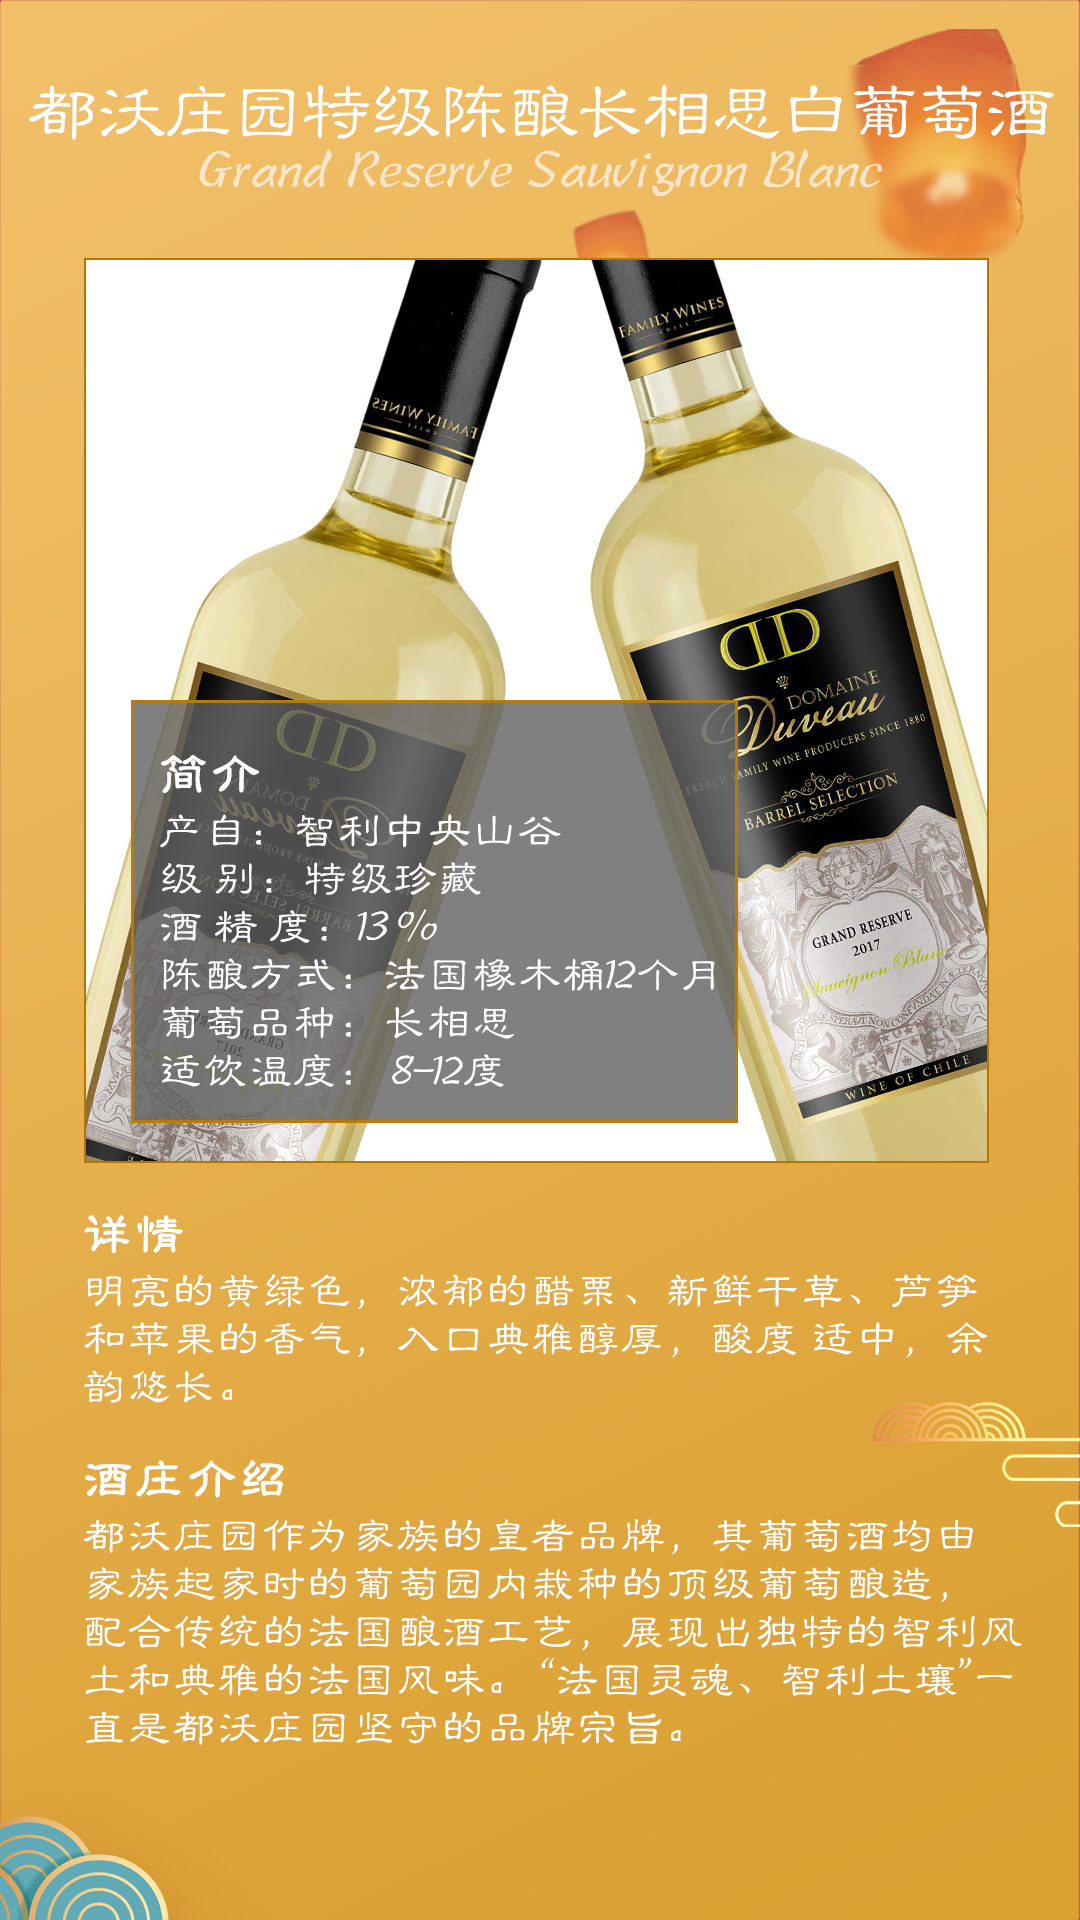 都沃庄园特级陈酿长相思白葡萄酒
Grand Reserve Sauvignon Blanc
FAMILY WINES
CHILE
FAMILY WINES
CHILE
DD
DOMAINE
Duveau
FRENCH FAMILY WINE PRODUCERS SINCE 1880
BARREL SELECTION
GRAND RESERVE
2017
Sauvignon Blanc
WINE OF CHILE
简介
产自：智利中央山谷
级别：特级珍藏
酒精度：13%
陈酿方式：法国橡木桶12个月
葡萄品种：长相思
适饮温度：8-12度
详情
明亮的黄绿色，浓郁的醋栗、新鲜干草、芦笋
和苹果的香气，入口典雅醇厚，酸度 适中，余
韵悠长。
酒庄介绍
都沃庄园作为家族的皇者品牌，其葡萄酒均由
家族起家时的葡萄园内栽种的顶级葡萄酿造，
配合传统的法国酿酒工艺，展现出独特的智利风
土和典雅的法国风味。“法国灵魂、智利土壤”一
直是都沃庄园坚守的品牌宗旨。